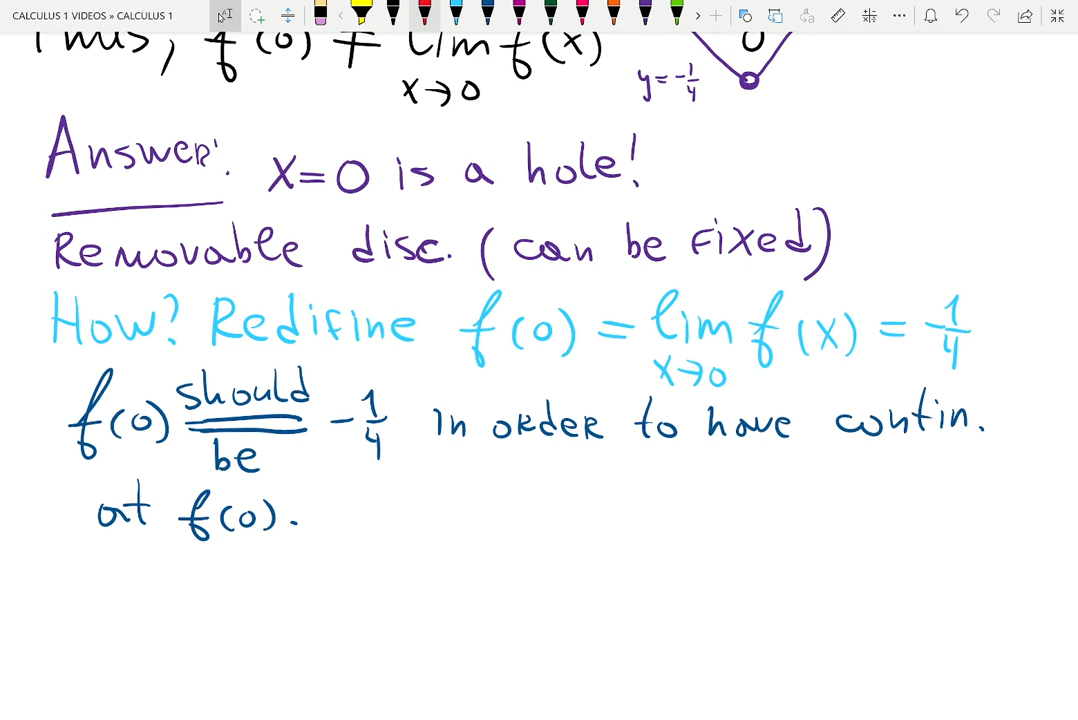 CALCULUS 1 VIDEOS » CALCULUS 1
Thus, f(0) ≠ lim f(x)
x→0
0
y=-1/4
Answer: x=0 is a hole!
Removable disc. (can be fixed)
How? Redifine f(0) = lim f(x) = -1/4
x→0
f(0) should be = -1/4 in order to have contin.
at f(0).